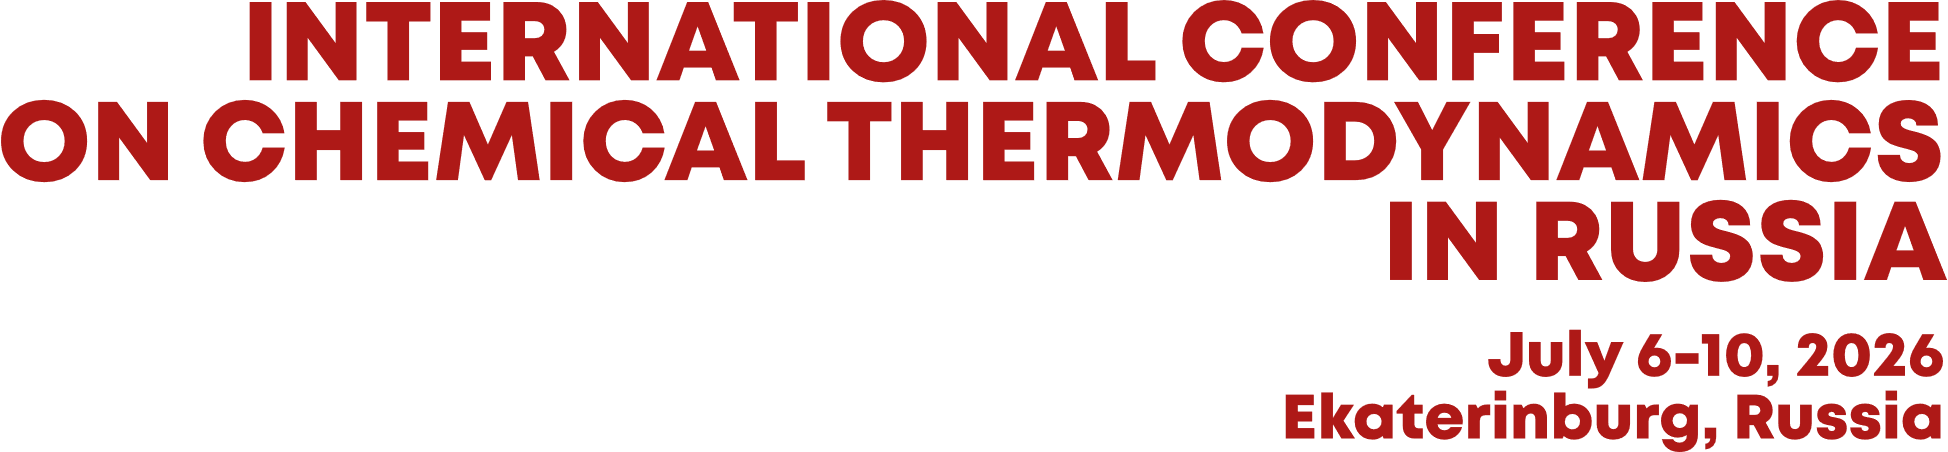 INTERNATIONAL CONFERENCE
ON CHEMICAL THERMODYNAMICS
IN RUSSIA
July 6-10, 2026
Ekaterinburg, Russia